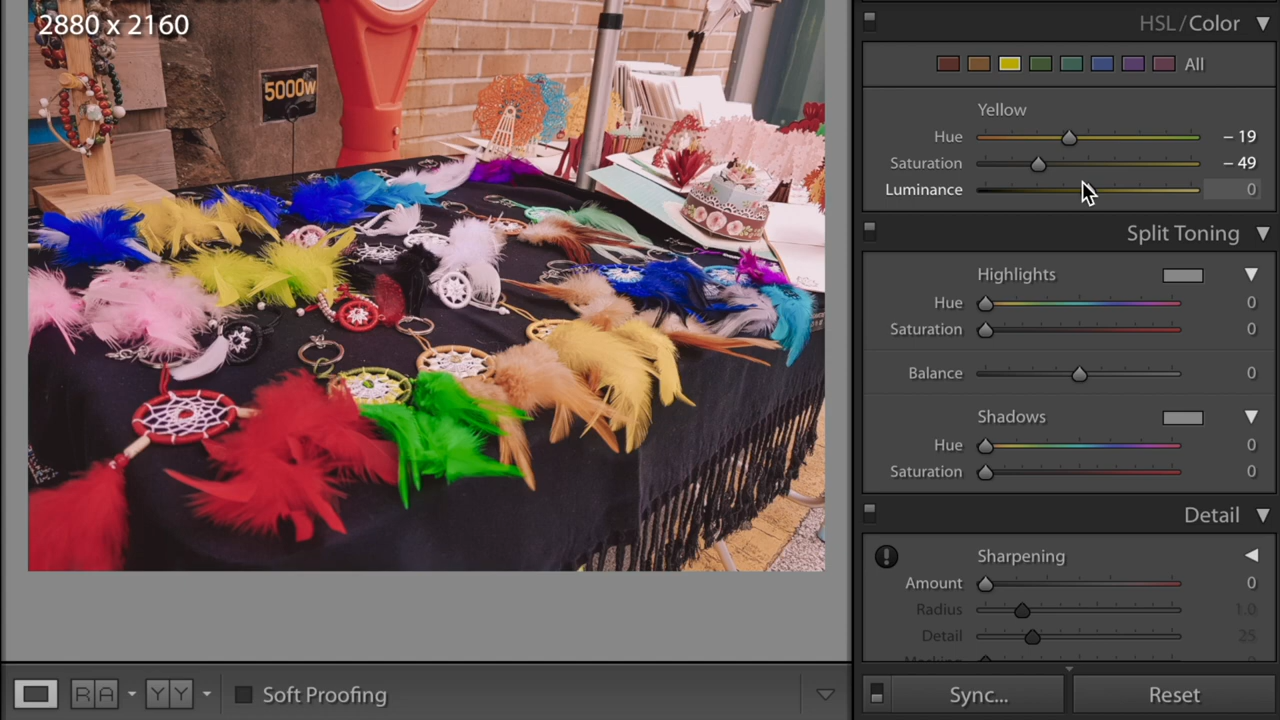 2880 x 2160
5000w
HSL / Color
All
Yellow
Hue − 19
Saturation − 49
Luminance 0
Split Toning
Highlights
Hue 0
Saturation 0
Balance 0
Shadows
Hue 0
Saturation 0
Detail
Sharpening
Amount 0
Radius 1.0
Detail 25
RA YY Soft Proofing
Sync... Reset